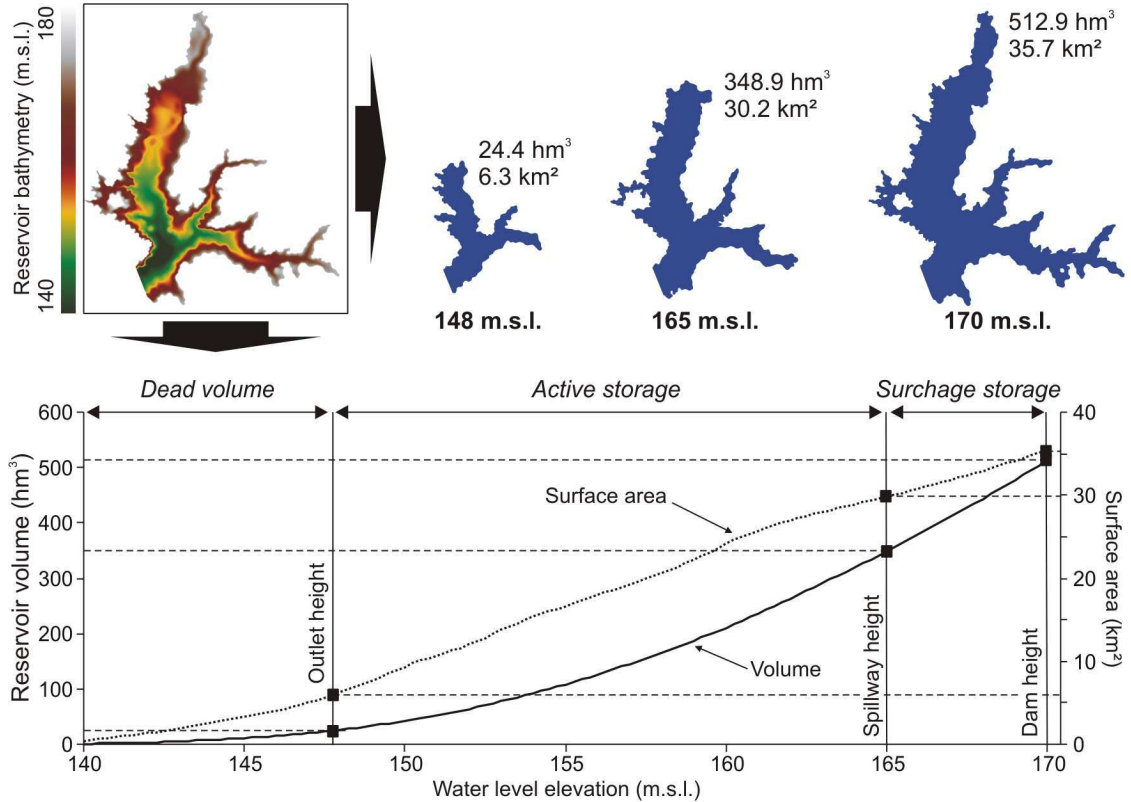 Reservoir bathymetry (m.s.l.)
180
140
24.4 hm³
6.3 km²
148 m.s.l.
348.9 hm³
30.2 km²
165 m.s.l.
512.9 hm³
35.7 km²
170 m.s.l.
Dead volume
Active storage
Surchage storage
Reservoir volume (hm³)
600
500
400
300
200
100
0
Outlet height
Surface area
Volume
Spillway height
Dam height
40
30
20
10
0
Surface area (km²)
140
145
150
155
160
165
170
Water level elevation (m.s.l.)